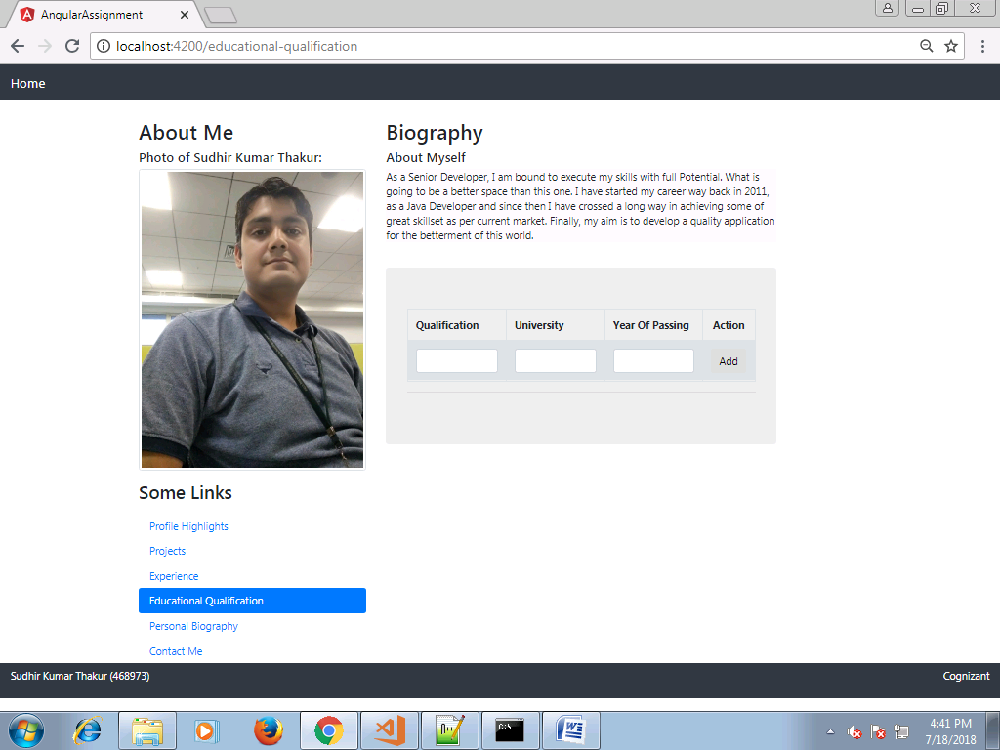 AngularAssignment
localhost:4200/educational-qualification
Home
About Me
Photo of Sudhir Kumar Thakur:
Biography
About Myself
As a Senior Developer, I am bound to execute my skills with full Potential. What is
going to be a better space than this one. I have started my career way back in 2011,
as a Java Developer and since then I have crossed a long way in achieving some of
great skillset as per current market. Finally, my aim is to develop a quality application
for the betterment of this world.
Qualification University Year Of Passing Action
Add
Some Links
Profile Highlights
Projects
Experience
Educational Qualification
Personal Biography
Contact Me
Sudhir Kumar Thakur (468973) Cognizant
4:41 PM
7/18/2018